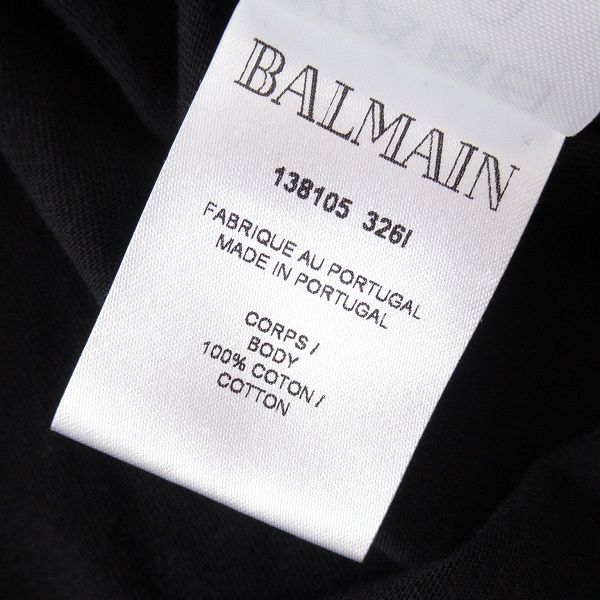 BALMAIN
138105 326I
FABRIQUE AU PORTUGAL
MADE IN PORTUGAL
CORPS /
BODY
100% COTON /
COTTON